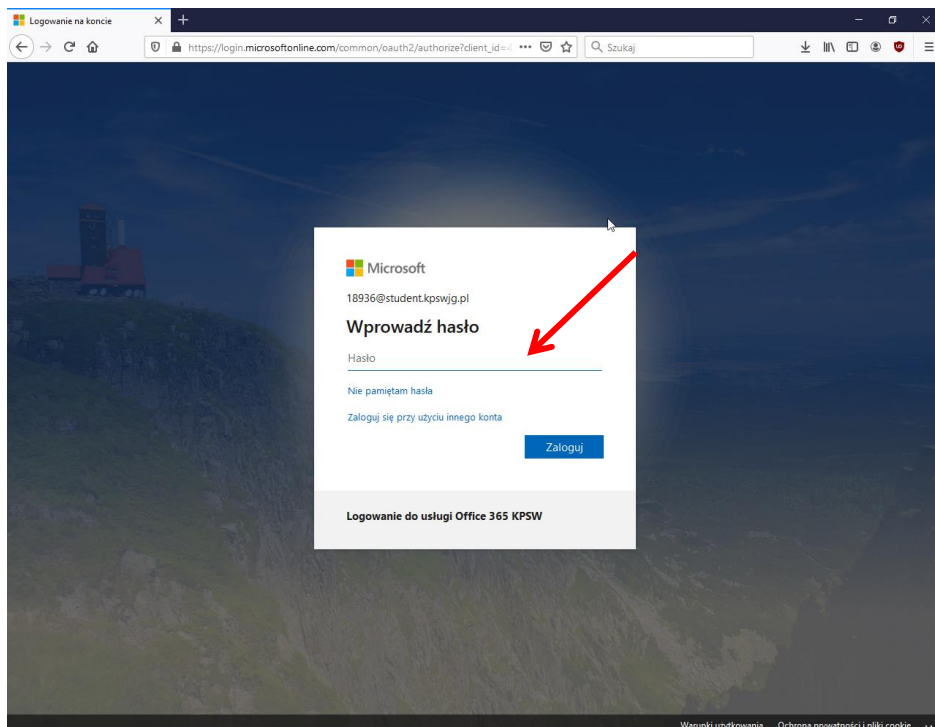 Logowanie na koncie
https://login.microsoftonline.com/common/oauth2/authorize?client_id=
Szukaj
Microsoft
18936@student.kpswjg.pl
Wprowadź hasło
Hasło
Nie pamiętam hasła
Zaloguj się przy użyciu innego konta
Zaloguj
Logowanie do usługi Office 365 KPSW
Warunki użytkowania Ochrona prywatności i pliki cookie